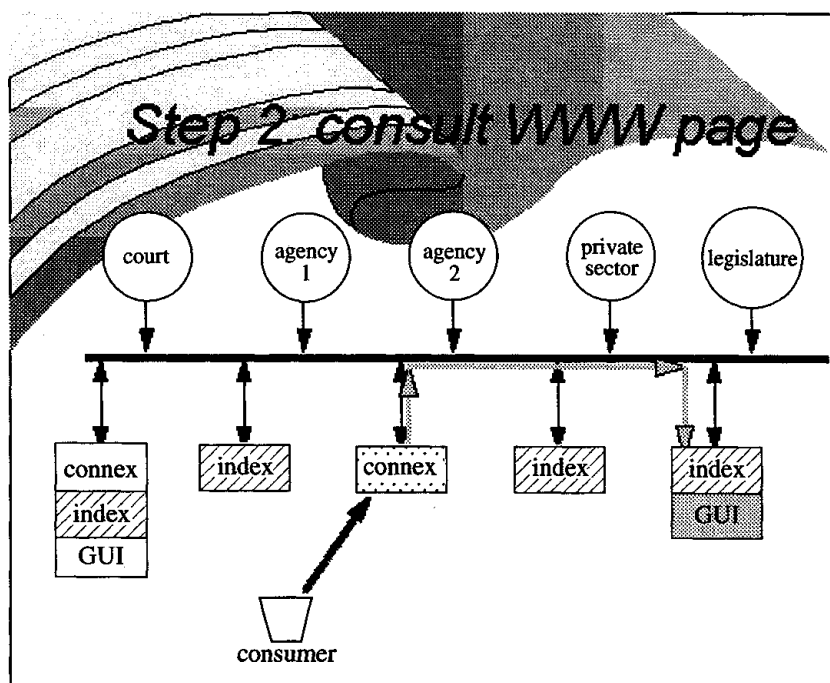 Step 2: consult WWW page
court
agency
1
agency
2
private
sector
legislature
connex
index
GUI
index
connex
index
index
GUI
consumer